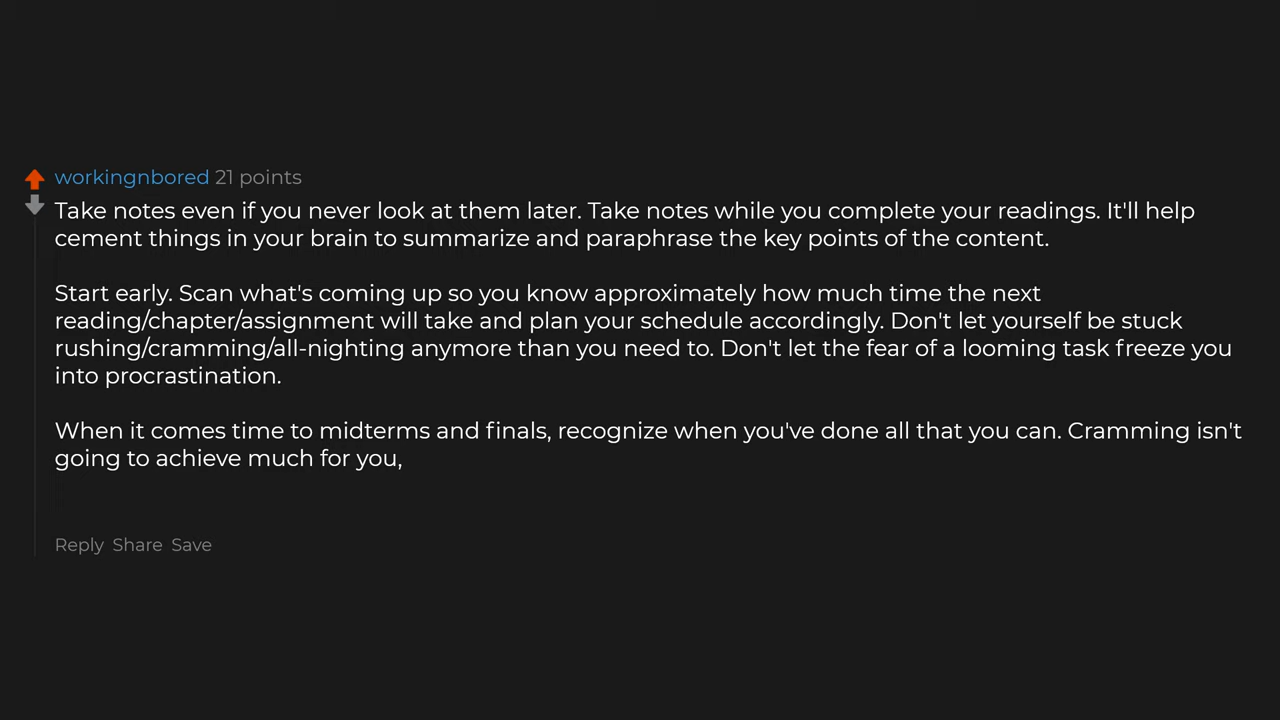 workingnbored 21 points
Take notes even if you never look at them later. Take notes while you complete your readings. It'll help
cement things in your brain to summarize and paraphrase the key points of the content.
Start early. Scan what's coming up so you know approximately how much time the next
reading/chapter/assignment will take and plan your schedule accordingly. Don't let yourself be stuck
rushing/cramming/all-nighting anymore than you need to. Don't let the fear of a looming task freeze you
into procrastination.
When it comes time to midterms and finals, recognize when you've done all that you can. Cramming isn't
going to achieve much for you,
Reply Share Save